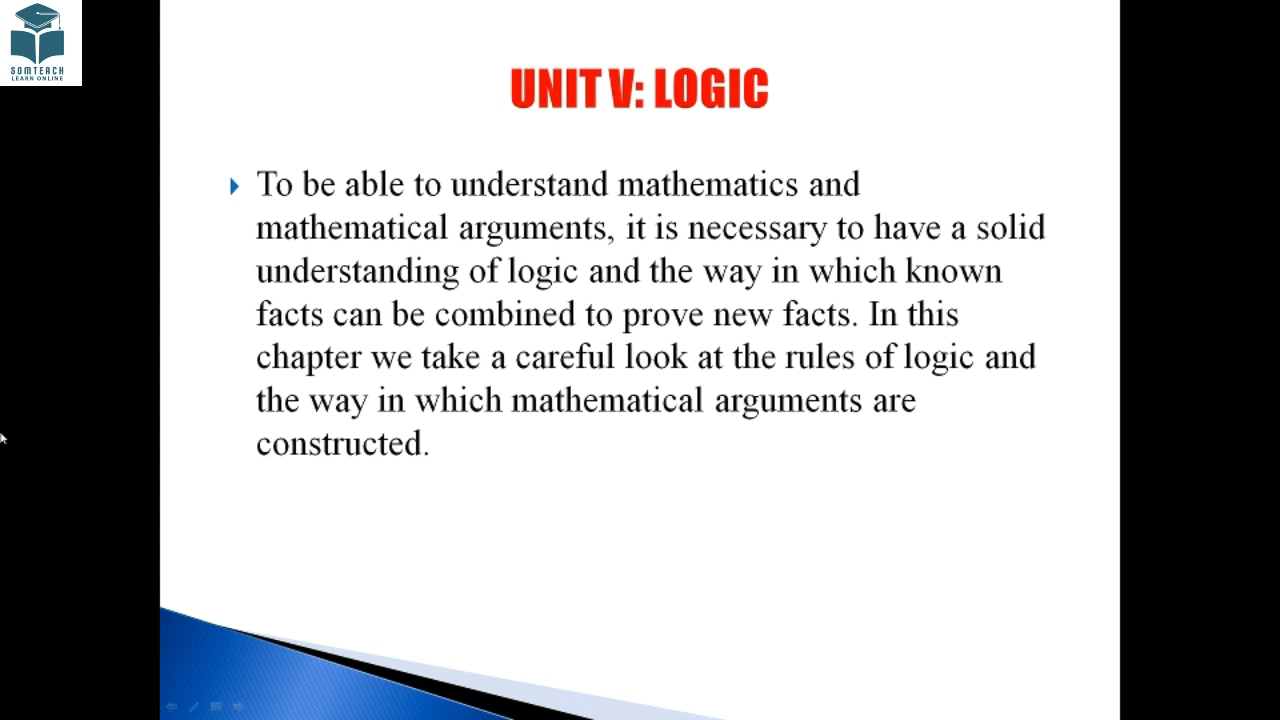 SOMTEACH
LEARN ONLINE
UNIT V: LOGIC
To be able to understand mathematics and
mathematical arguments, it is necessary to have a solid
understanding of logic and the way in which known
facts can be combined to prove new facts. In this
chapter we take a careful look at the rules of logic and
the way in which mathematical arguments are
constructed.